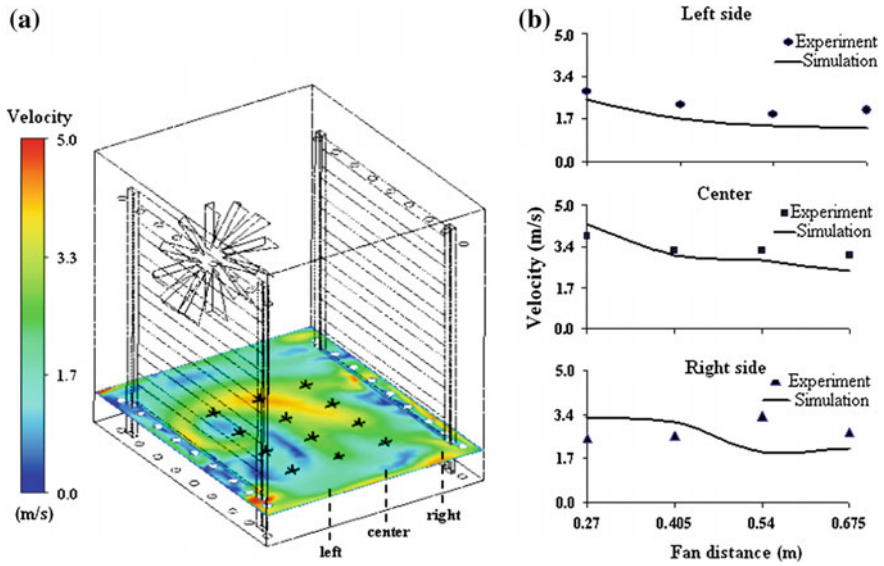 (a)
Velocity
5.0
3.3
1.7
0.0
(m/s)
left
center
right
(b)
Velocity (m/s)
Left side
5.0
3.4
1.7
0.0
Experiment
Simulation
Center
5.0
3.4
1.7
0.0
Experiment
Simulation
Right side
5.0
3.4
1.7
0.0
Experiment
Simulation
0.27 0.405 0.54 0.675
Fan distance (m)